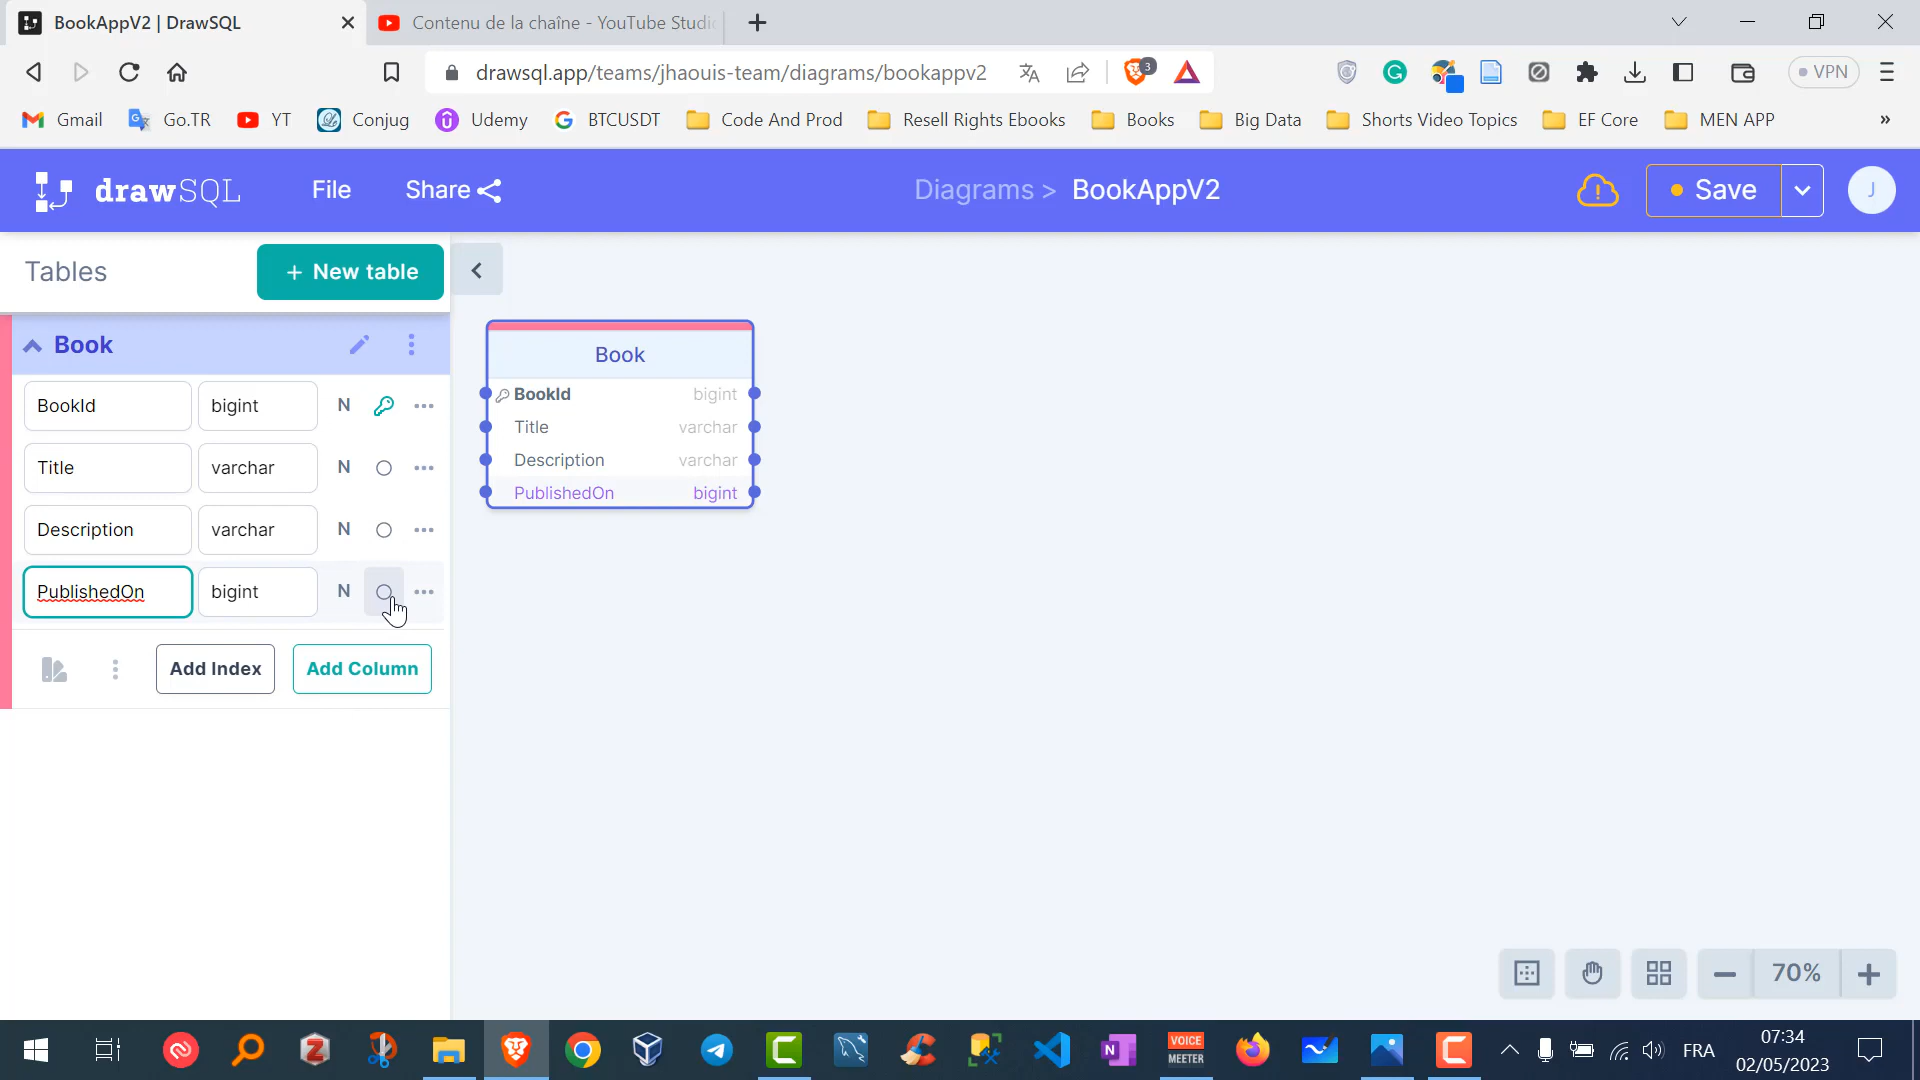 BookAppV2 | DrawSQL
Contenu de la chaîne - YouTube Studi
drawsql.app/teams/jhaouis-team/diagrams/bookappv2
3
VPN
Gmail
Go.TR
YT
Conjug
Udemy
BTCUSDT
Code And Prod
Resell Rights Ebooks
Books
Big Data
Shorts Video Topics
EF Core
MEN APP
»
drawSQL
File
Share
Diagrams > BookAppV2
Save
J
Tables
+ New table
Book
BookId bigint N
Title varchar N
Description varchar N
PublishedOn bigint N
Add Index
Add Column
Book
BookId bigint
Title varchar
Description varchar
PublishedOn bigint
70%
VOICE
MEETER
FRA
07:34
02/05/2023